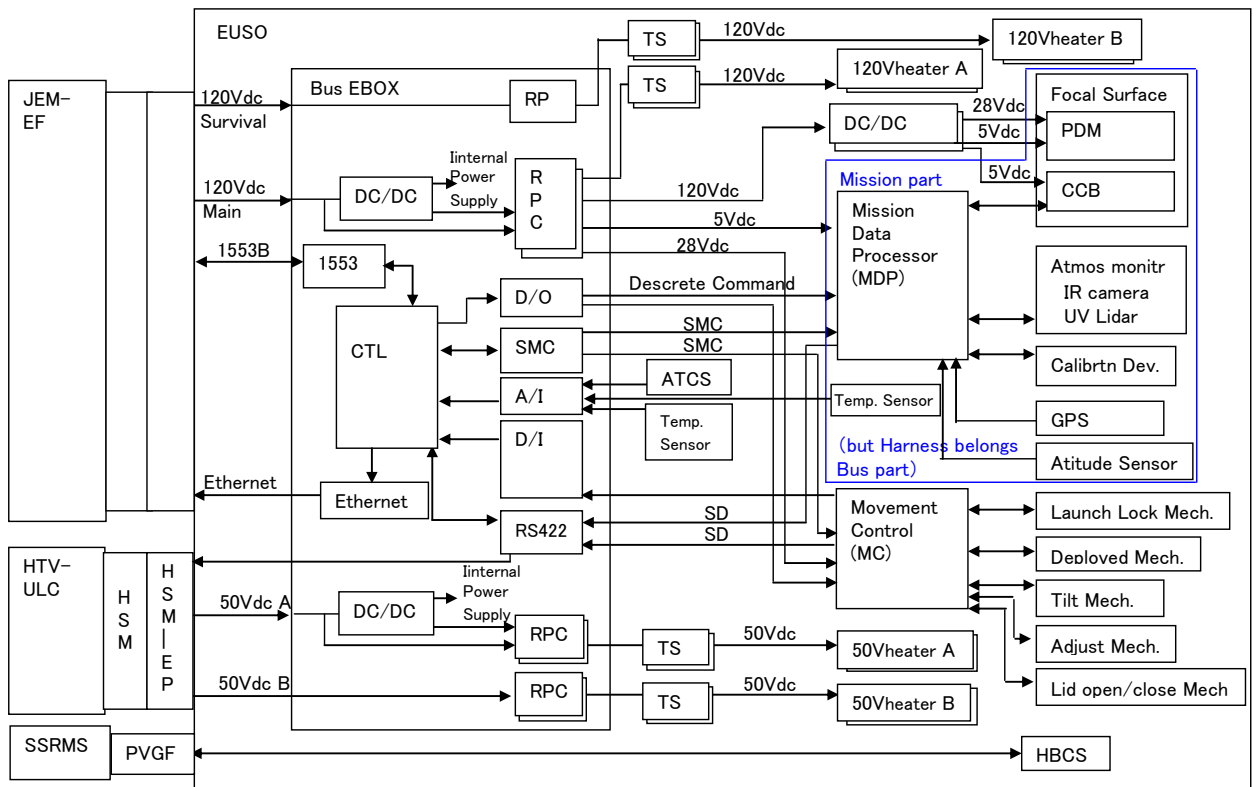 EUSO
TS
120Vdc
120Vheater B
TS
120Vdc
120Vheater A
JEM-
EF
120Vdc
Survival
Bus EBOX
RP
DC/DC
28Vdc
5Vdc
5Vdc
Focal Surface
PDM
CCB
120Vdc
Main
DC/DC
Iinternal
Power
Supply
R
P
C
120Vdc
5Vdc
28Vdc
Mission part
Mission
Data
Processor
(MDP)
1553B
1553
D/O
Descrete Command
Atmos monitr
IR camera
UV Lidar
CTL
SMC
SMC
SMC
Calibrtn Dev.
A/I
ATCS
Temp. Sensor
GPS
D/I
Temp.
Sensor
(but Harness belongs
Bus part)
Atitude Sensor
Ethernet
Ethernet
RS422
SD
SD
Movement
Control
(MC)
Launch Lock Mech.
Deploved Mech.
Tilt Mech.
Adjust Mech.
Lid open/close Mech
HTV-
ULC
H
S
M
H
S
M
|
E
P
50Vdc A
DC/DC
Iinternal
Power
Supply
RPC
TS
50Vdc
50Vheater A
50Vdc B
RPC
TS
50Vdc
50Vheater B
SSRMS
PVGF
HBCS